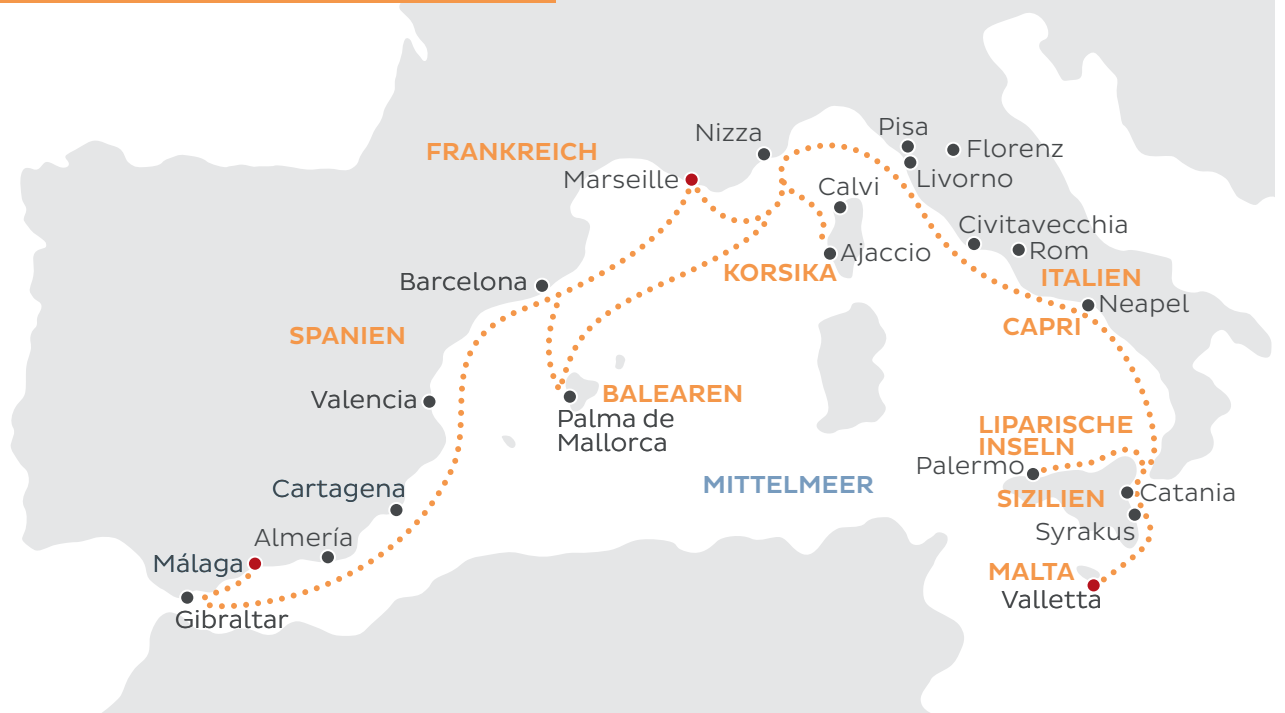 Pisa
Nizza
Florenz
FRANKREICH
Marseille
Livorno
Calvi
Civitavecchia
Rom
Ajaccio
KORSIKA
ITALIEN
Barcelona
Neapel
CAPRI
SPANIEN
BALEAREN
Valencia
Palma de
Mallorca
LIPARISCHE
INSELN
Palermo
MITTELMEER
Cartagena
SIZILIEN
Catania
Syrakus
Almería
Málaga
MALTA
Valletta
Gibraltar